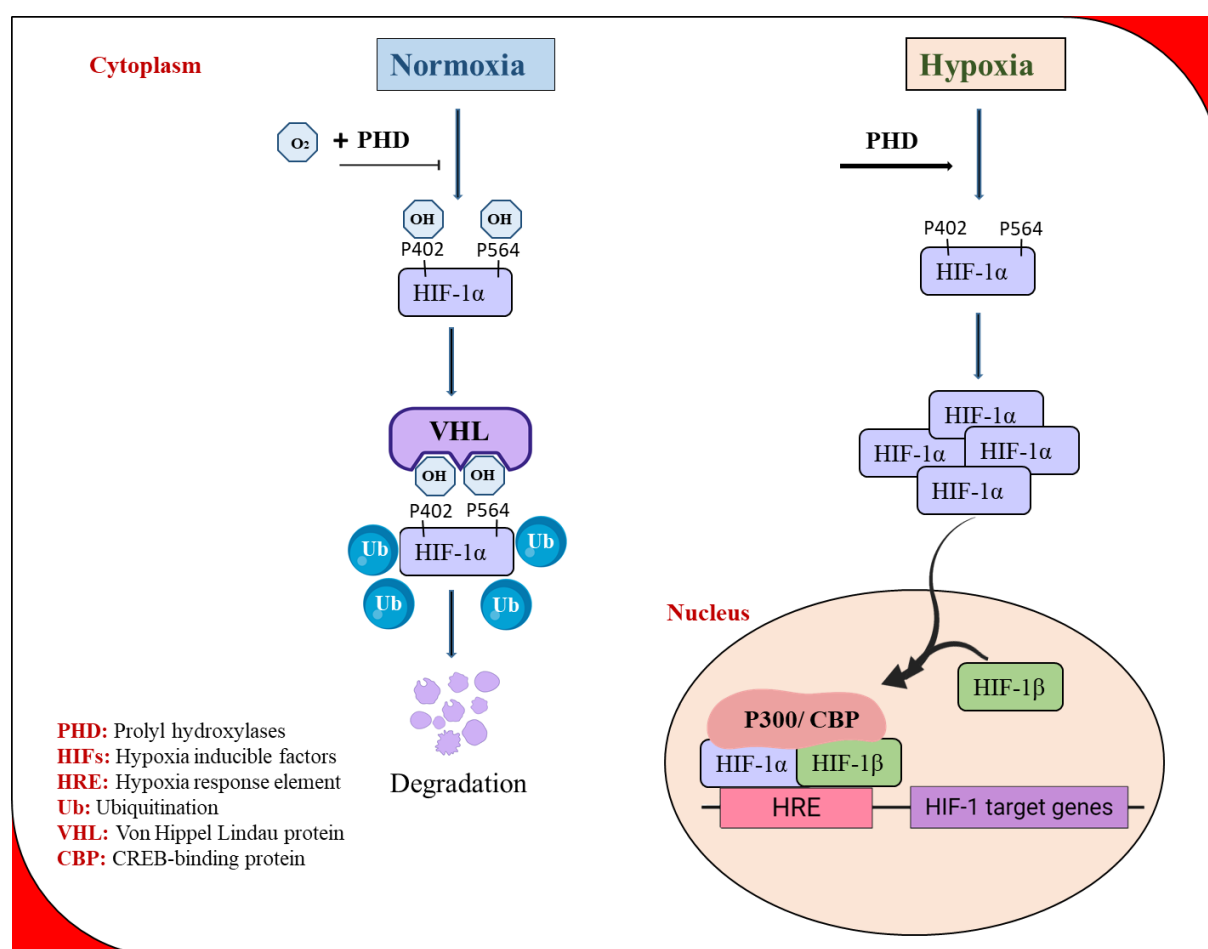 Cytoplasm
Normoxia
Hypoxia
O₂ + PHD
PHD
OH OH
P402 P564
HIF-1α
P402 P564
HIF-1α
VHL
OH OH
P402 P564
HIF-1α
Ub
Ub
Ub
Ub
Degradation
HIF-1α
HIF-1α
HIF-1α
HIF-1α
Nucleus
HIF-1β
P300/ CBP
HIF-1α
HIF-1β
HRE
HIF-1 target genes
PHD: Prolyl hydroxylases
HIFs: Hypoxia inducible factors
HRE: Hypoxia response element
Ub: Ubiquitination
VHL: Von Hippel Lindau protein
CBP: CREB-binding protein